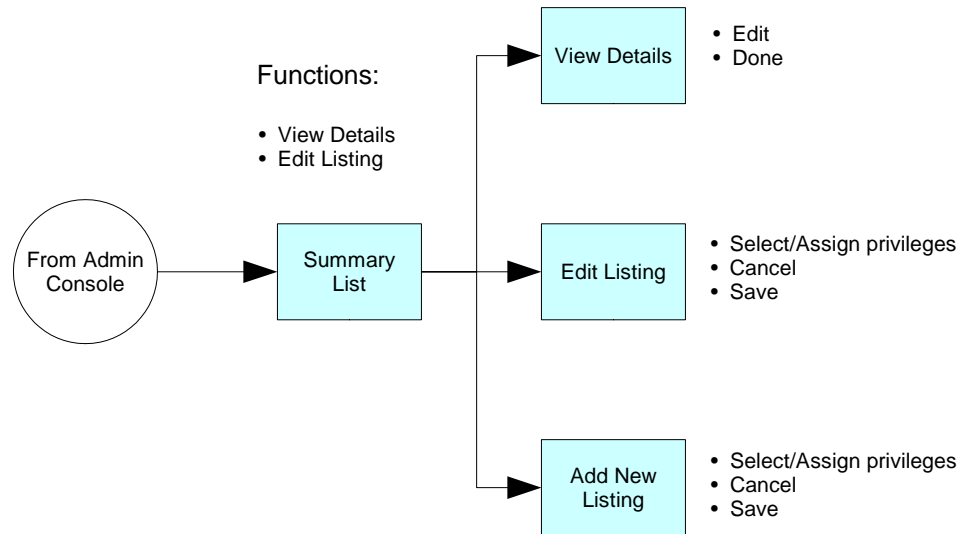 Functions:
• View Details
• Edit Listing
From Admin
Console
Summary
List
View Details
• Edit
• Done
Edit Listing
• Select/Assign privileges
• Cancel
• Save
Add New
Listing
• Select/Assign privileges
• Cancel
• Save